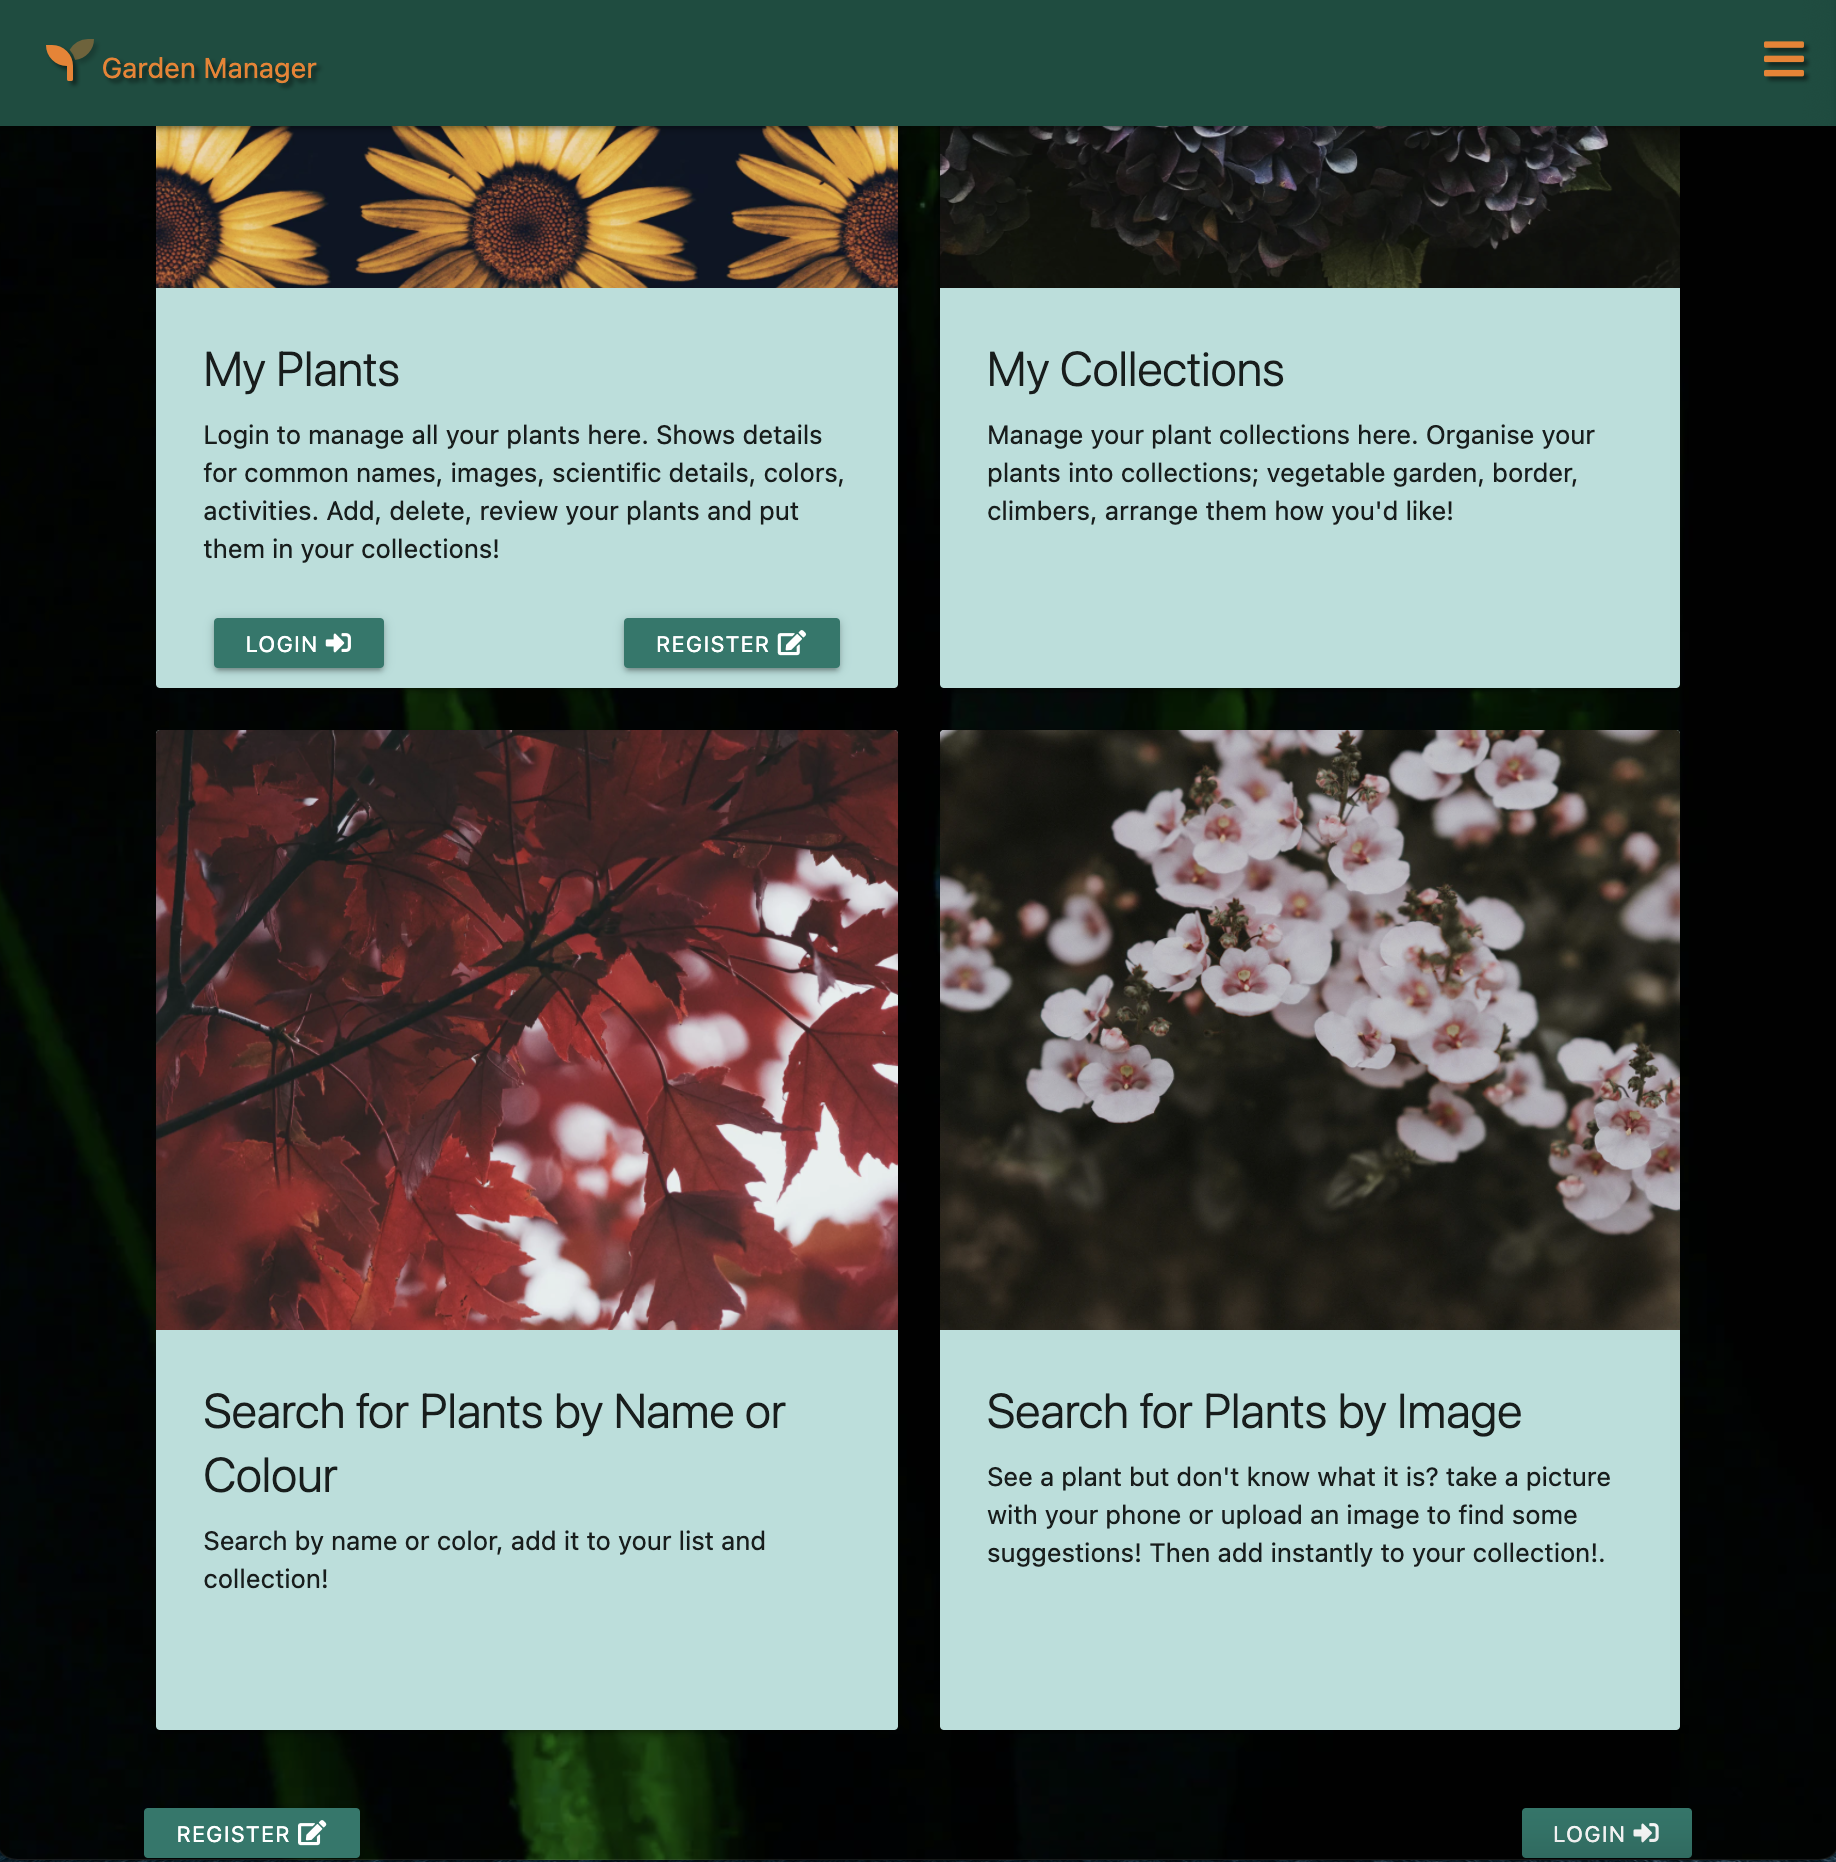 Garden Manager
My Plants
Login to manage all your plants here. Shows details
for common names, images, scientific details, colors,
activities. Add, delete, review your plants and put
them in your collections!
LOGIN
REGISTER
My Collections
Manage your plant collections here. Organise your
plants into collections; vegetable garden, border,
climbers, arrange them how you'd like!
Search for Plants by Name or
Colour
Search by name or color, add it to your list and
collection!
Search for Plants by Image
See a plant but don't know what it is? take a picture
with your phone or upload an image to find some
suggestions! Then add instantly to your collection!.
REGISTER
LOGIN